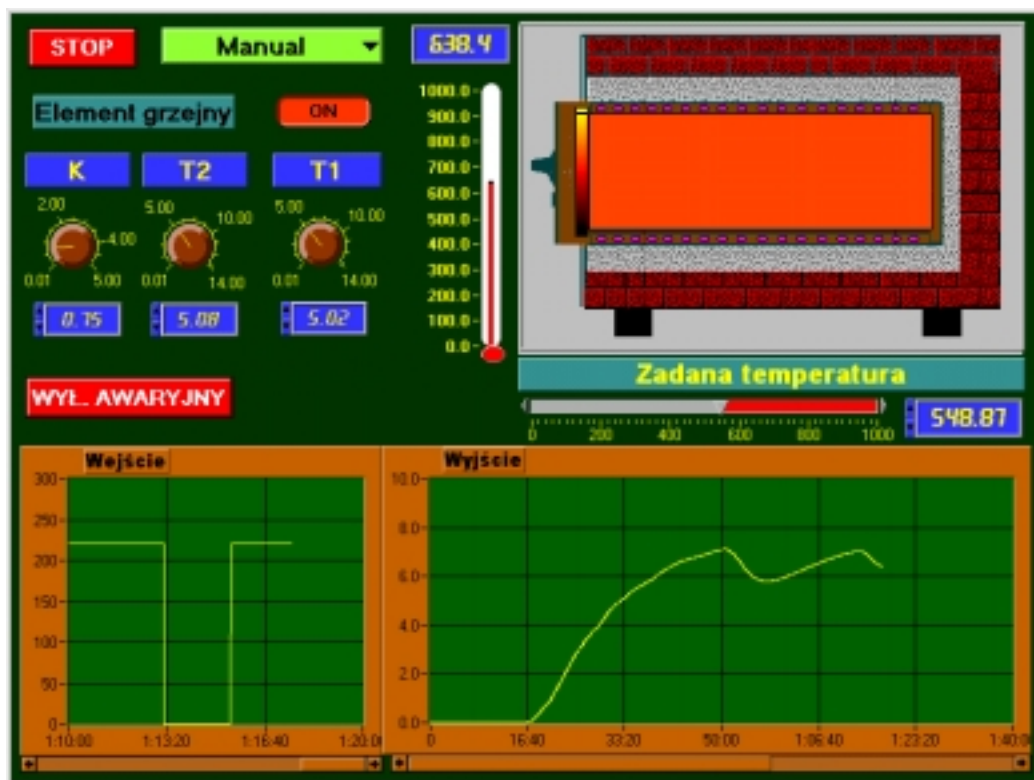 STOP
Manual
638.4
Element grzejny
ON
K
T2
T1
2.00
4.00
0.01
5.00
5.00
10.00
0.01
14.00
5.00
10.00
0.01
14.00
0.75
5.08
5.02
1000.0
900.0
800.0
700.0
600.0
500.0
400.0
300.0
200.0
100.0
0.0
WYŁ. AWARYJNY
Zadana temperatura
0 200 400 600 800 1000
548.87
Wejście
300
250
200
150
100
50
0
1:10:00 1:13:20 1:16:40 1:20:0
Wyjście
10.0
8.0
6.0
4.0
2.0
0.0
0 16:40 33:20 50:00 1:06:40 1:23:20 1:40:0